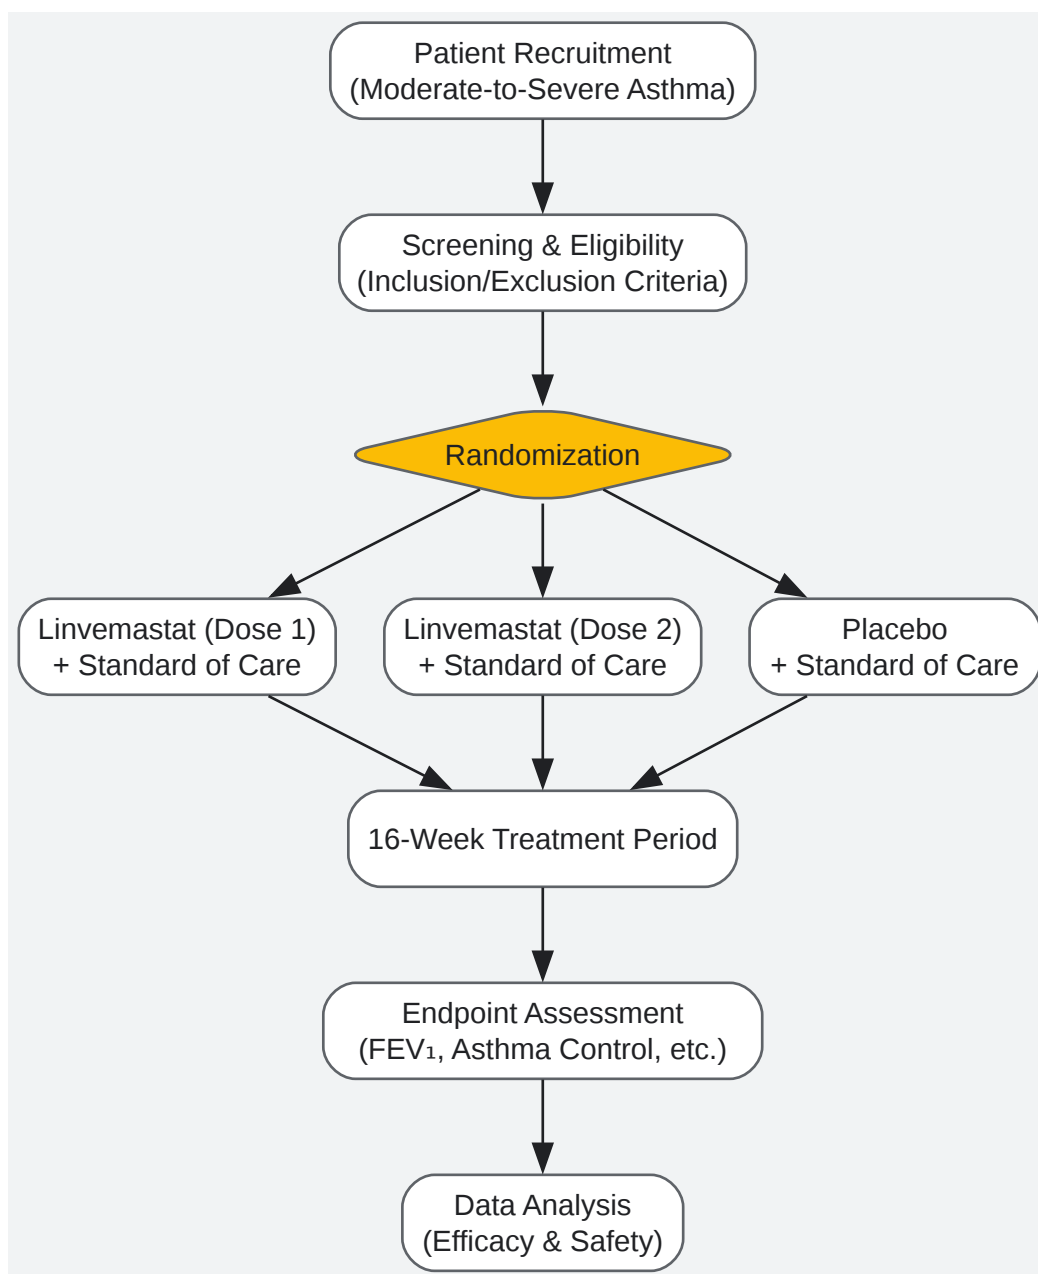 Patient Recruitment
(Moderate-to-Severe Asthma)
Screening & Eligibility
(Inclusion/Exclusion Criteria)
Randomization
Linvemastat (Dose 1)
+ Standard of Care
Linvemastat (Dose 2)
+ Standard of Care
Placebo
+ Standard of Care
16-Week Treatment Period
Endpoint Assessment
(FEV₁, Asthma Control, etc.)
Data Analysis
(Efficacy & Safety)